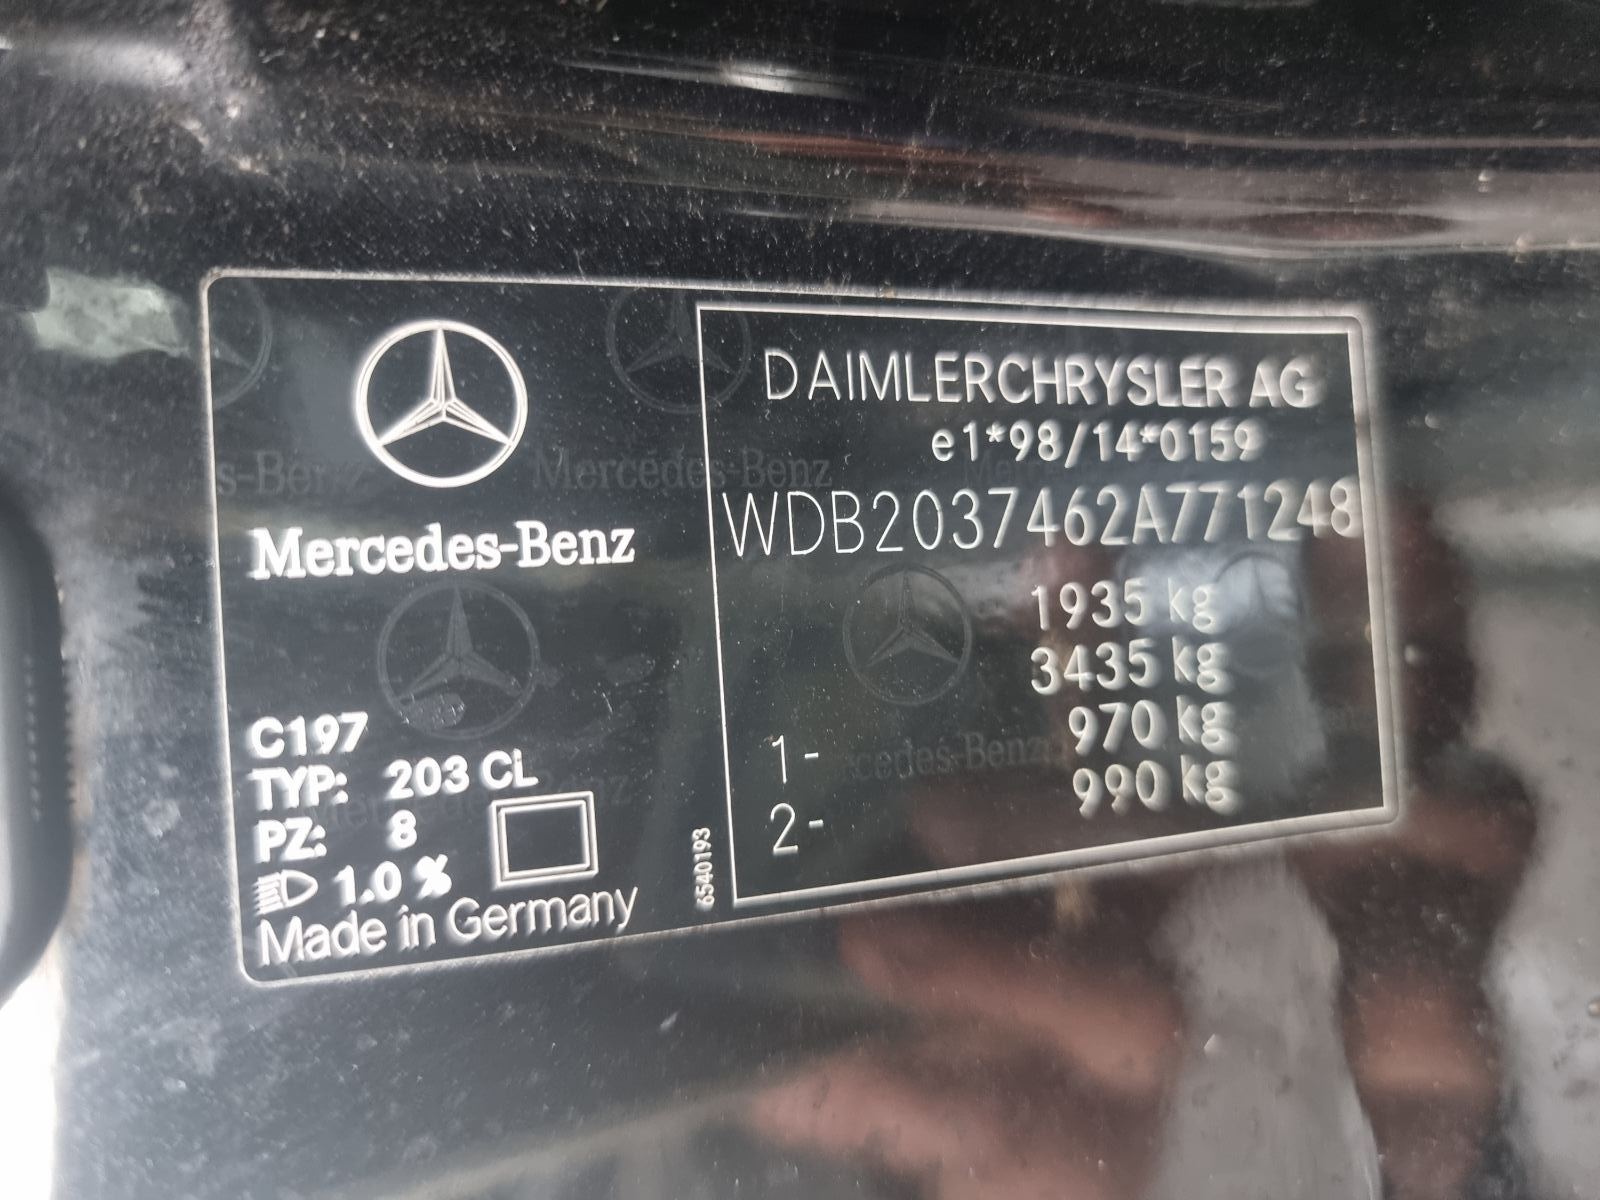 Mercedes-Benz
C197
TYP: 203 CL
PZ: 8
1.0 %
Made in Germany
6540193
DAIMLERCHRYSLER AG
e1*98/14*0159
WDB2037462A771248
1935 kg
3435 kg
1- 970 kg
2- 990 kg